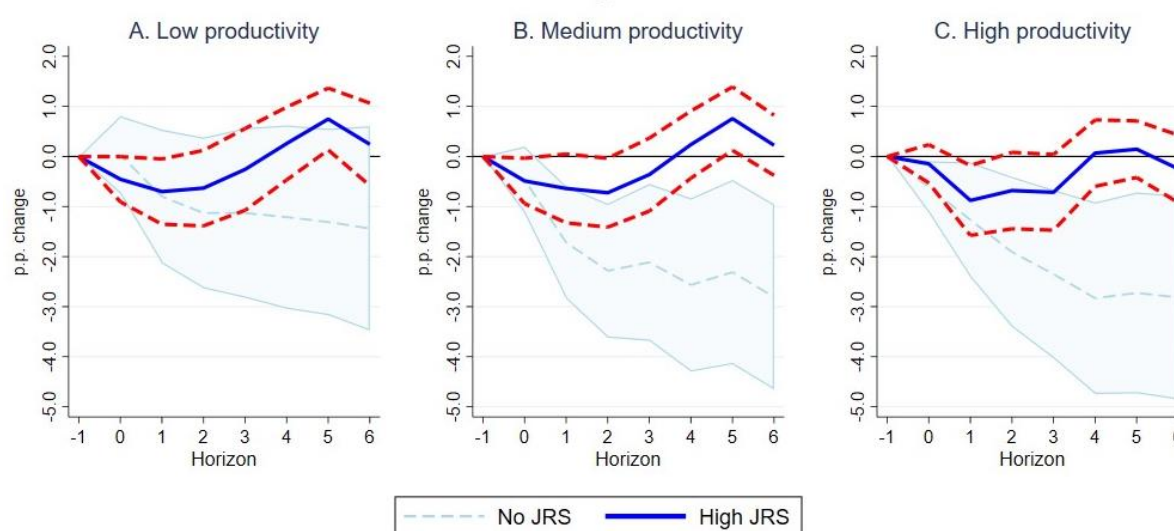 A. Low productivity
p.p. change
2.0
1.0
0.0
-1.0
-2.0
-3.0
-4.0
-5.0
-1 0 1 2 3 4 5 6
Horizon
B. Medium productivity
p.p. change
2.0
1.0
0.0
-1.0
-2.0
-3.0
-4.0
-5.0
-1 0 1 2 3 4 5 6
Horizon
C. High productivity
p.p. change
2.0
1.0
0.0
-1.0
-2.0
-3.0
-4.0
-5.0
-1 0 1 2 3 4 5
Horizon
No JRS High JRS